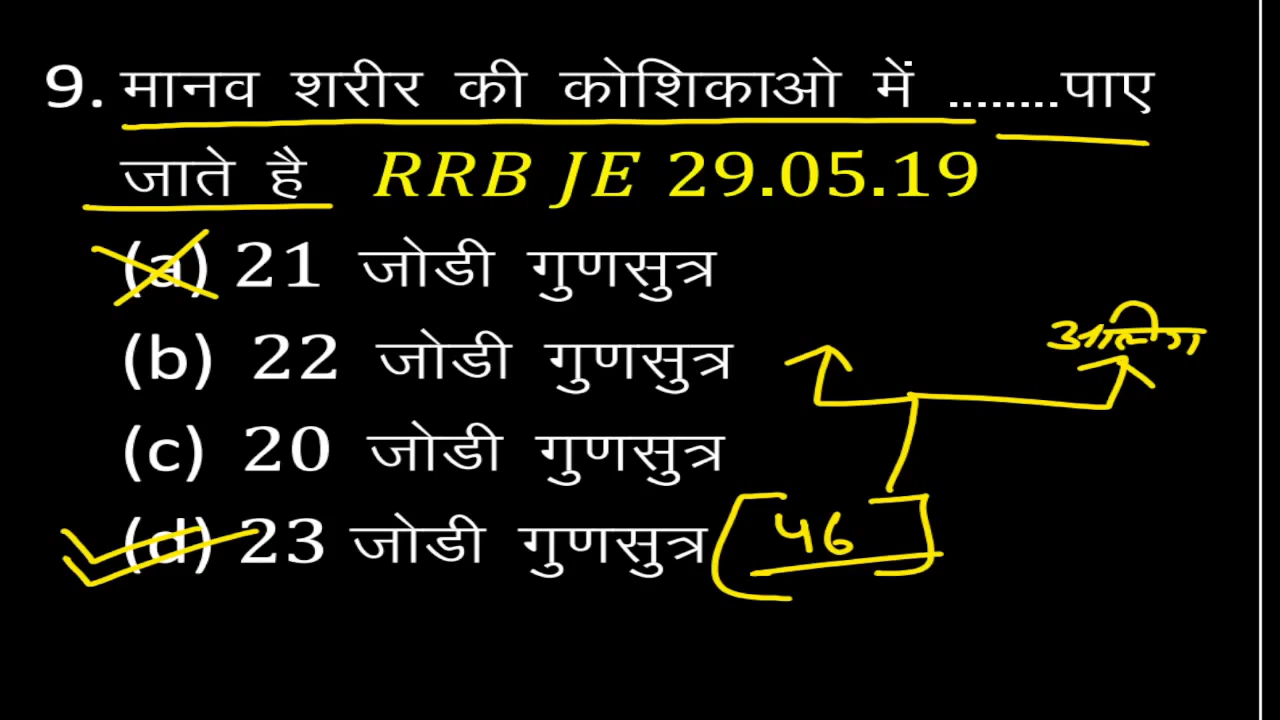 9. मानव शरीर की कोशिकाओ में ........पाए
जाते है RRB JE 29.05.19
(a) 21 जोडी गुणसुत्र
(b) 22 जोडी गुणसुत्र
(c) 20 जोडी गुणसुत्र
(d) 23 जोडी गुणसुत्र 46